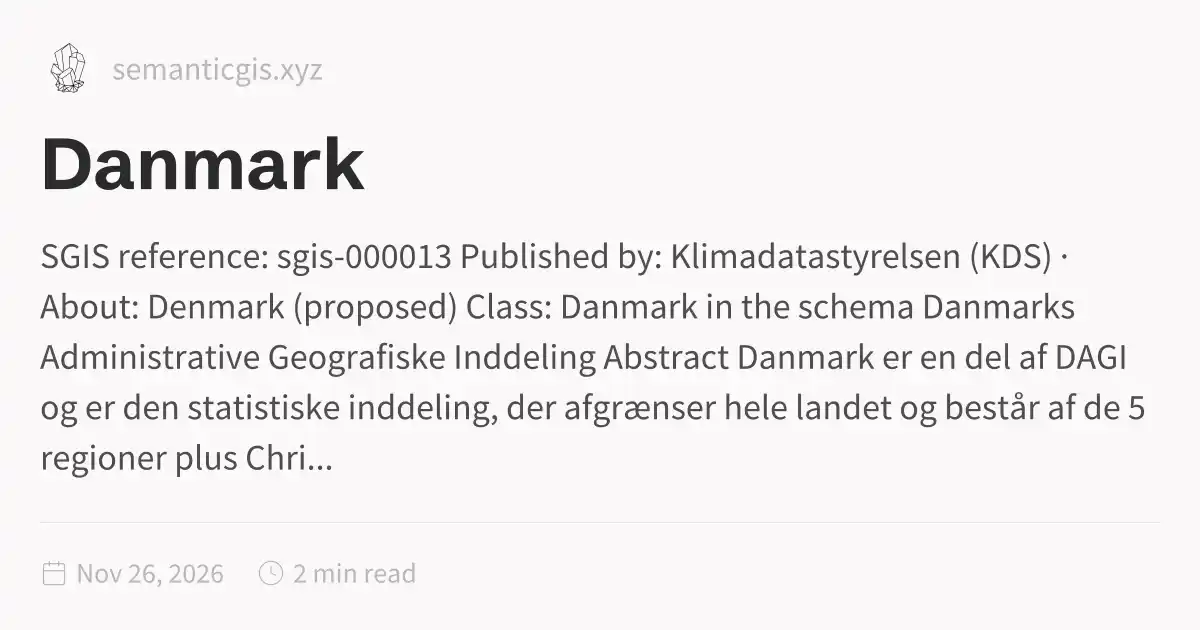 semanticgis.xyz
Danmark
SGIS reference: sgis-000013 Published by: Klimadatastyrelsen (KDS) ·
About: Denmark (proposed) Class: Danmark in the schema Danmarks
Administrative Geografiske Inddeling Abstract Danmark er en del af DAGI
og er den statistiske inddeling, der afgrænser hele landet og består af de 5
regioner plus Chri...
Nov 26, 2026 2 min read